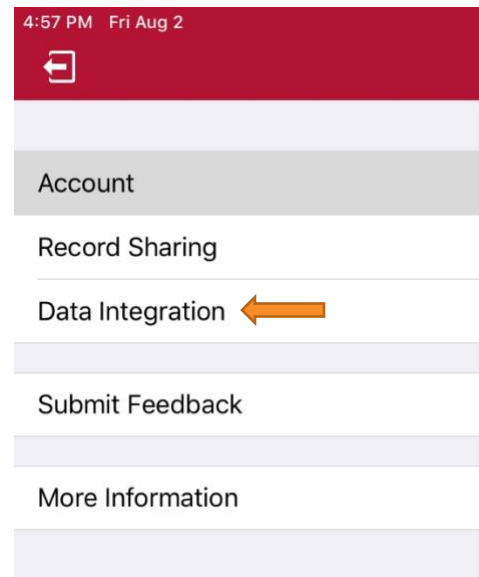 4:57 PM Fri Aug 2
Account
Record Sharing
Data Integration
Submit Feedback
More Information